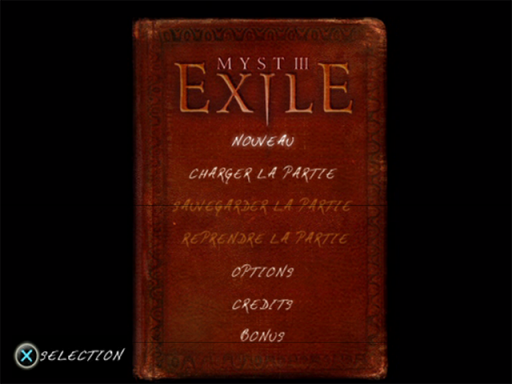 MYST III
EXILE
NOUVEAU
CHARGER LA PARTIE
SAUVEGARDER LA PARTIE
REPRENDRE LA PARTIE
OPTIONS
CREDITS
BONUS
X SELECTION